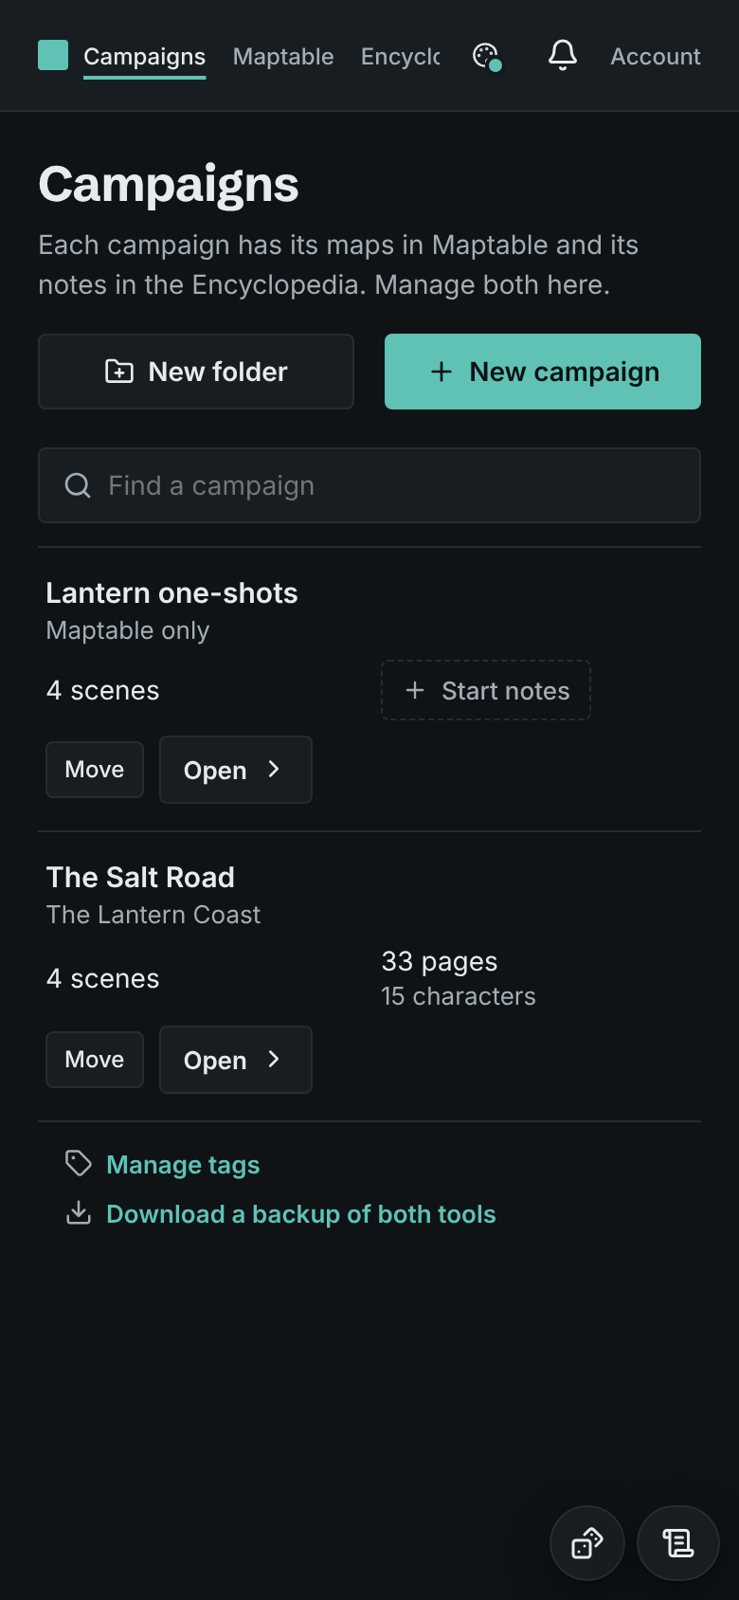 Campaigns Maptable Encyclc Account
Campaigns
Each campaign has its maps in Maptable and its
notes in the Encyclopedia. Manage both here.
New folder
New campaign
Find a campaign
Lantern one-shots
Maptable only
4 scenes
Start notes
Move
Open
The Salt Road
The Lantern Coast
4 scenes
33 pages
15 characters
Move
Open
Manage tags
Download a backup of both tools